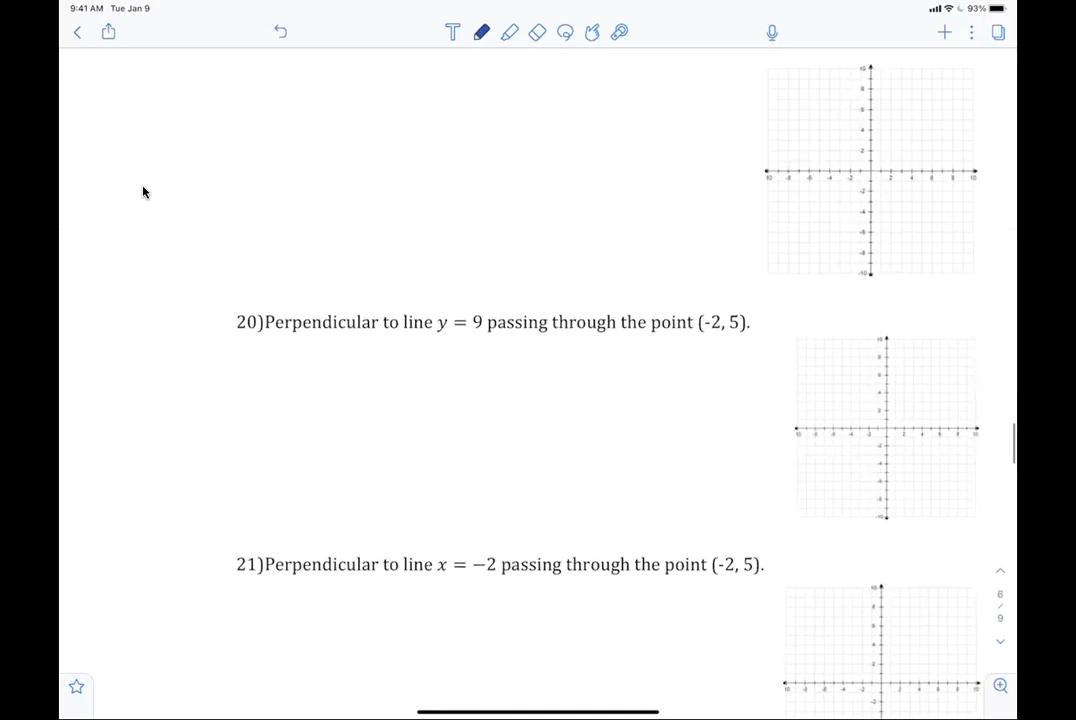 9:41 AM Tue Jan 9
93%
T
20)Perpendicular to line y = 9 passing through the point (-2, 5).
21)Perpendicular to line x = −2 passing through the point (-2, 5).
6
/
9